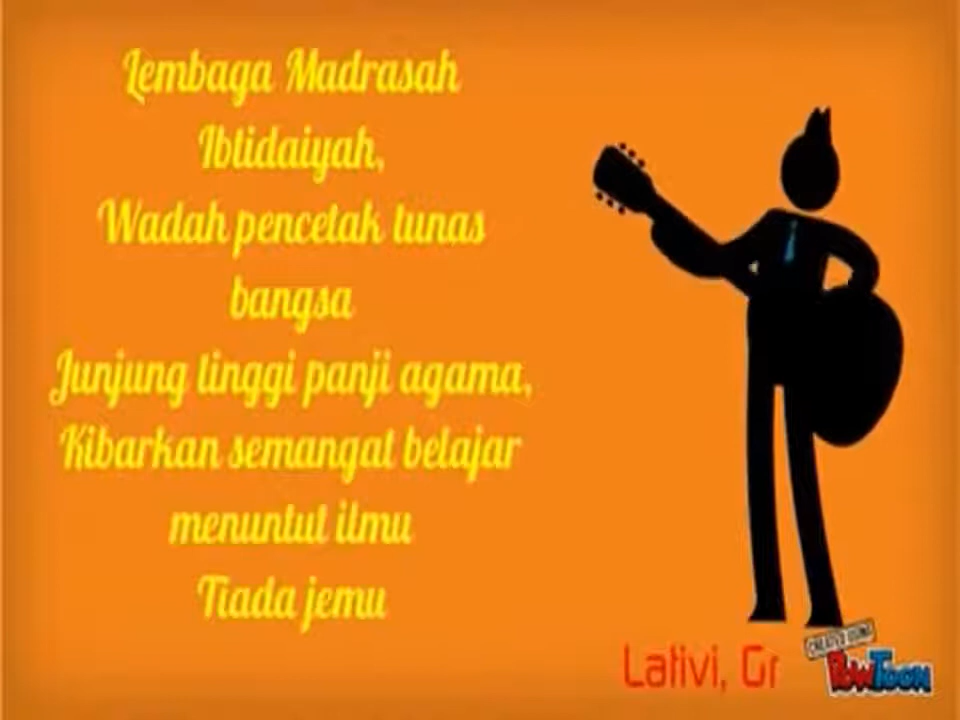 Lembaga Madrasah
Ibtidaiyah,
Wadah pencetak tunas
bangsa
Junjung tinggi panji agama,
Kibarkan semangat belajar
menuntut ilmu
Tiada jemu
Lativi, Gr
CREATED USING
POWTOON